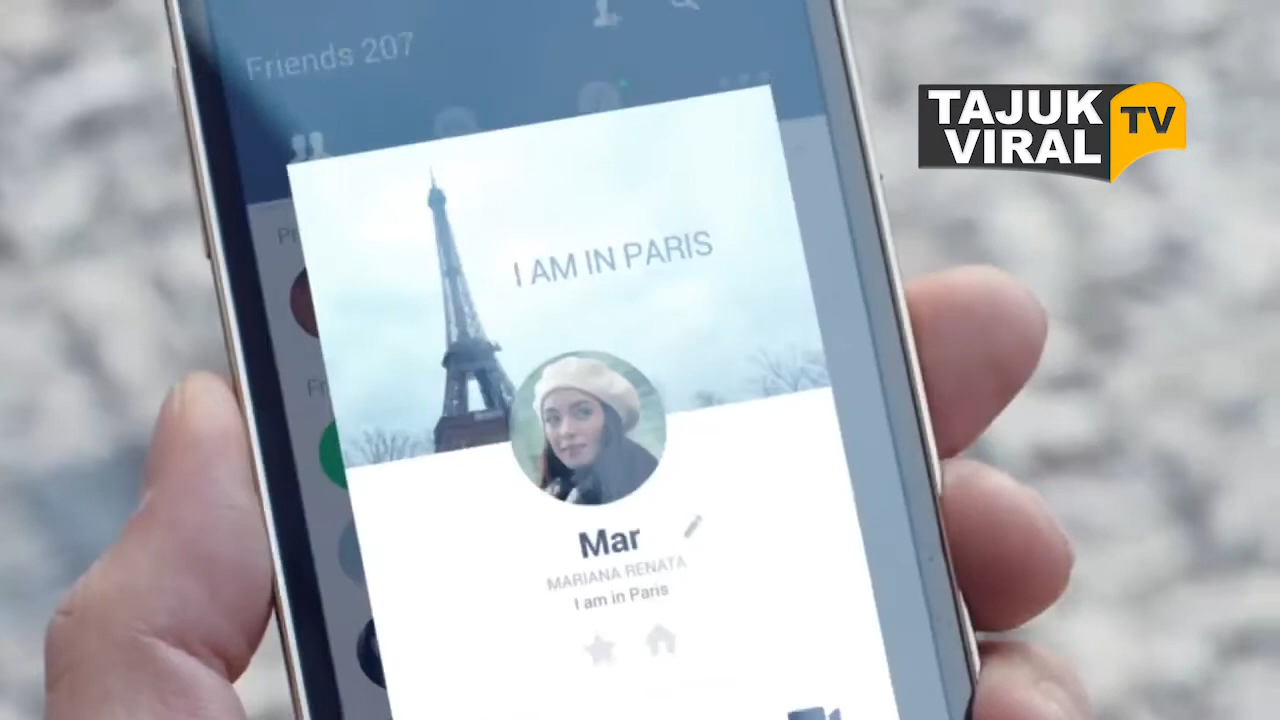 Friends 207
TAJUK
VIRAL
TV
I AM IN PARIS
Mar
MARIANA RENATA
I am in Paris